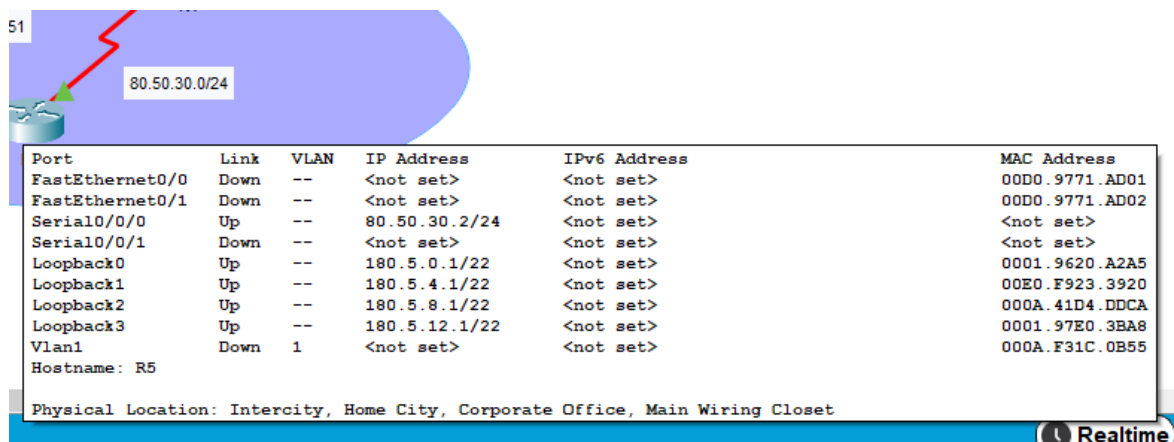 51
80.50.30.0/24
Port Link VLAN IP Address IPv6 Address MAC Address
FastEthernet0/0 Down -- <not set> <not set> 00D0.9771.AD01
FastEthernet0/1 Down -- <not set> <not set> 00D0.9771.AD02
Serial0/0/0 Up -- 80.50.30.2/24 <not set> <not set>
Serial0/0/1 Down -- <not set> <not set> <not set>
Loopback0 Up -- 180.5.0.1/22 <not set> 0001.9620.A2A5
Loopback1 Up -- 180.5.4.1/22 <not set> 00E0.F923.3920
Loopback2 Up -- 180.5.8.1/22 <not set> 000A.41D4.DDCA
Loopback3 Up -- 180.5.12.1/22 <not set> 0001.97E0.3BA8
Vlan1 Down 1 <not set> <not set> 000A.F31C.0B55
Hostname: R5
Physical Location: Intercity, Home City, Corporate Office, Main Wiring Closet
Realtime